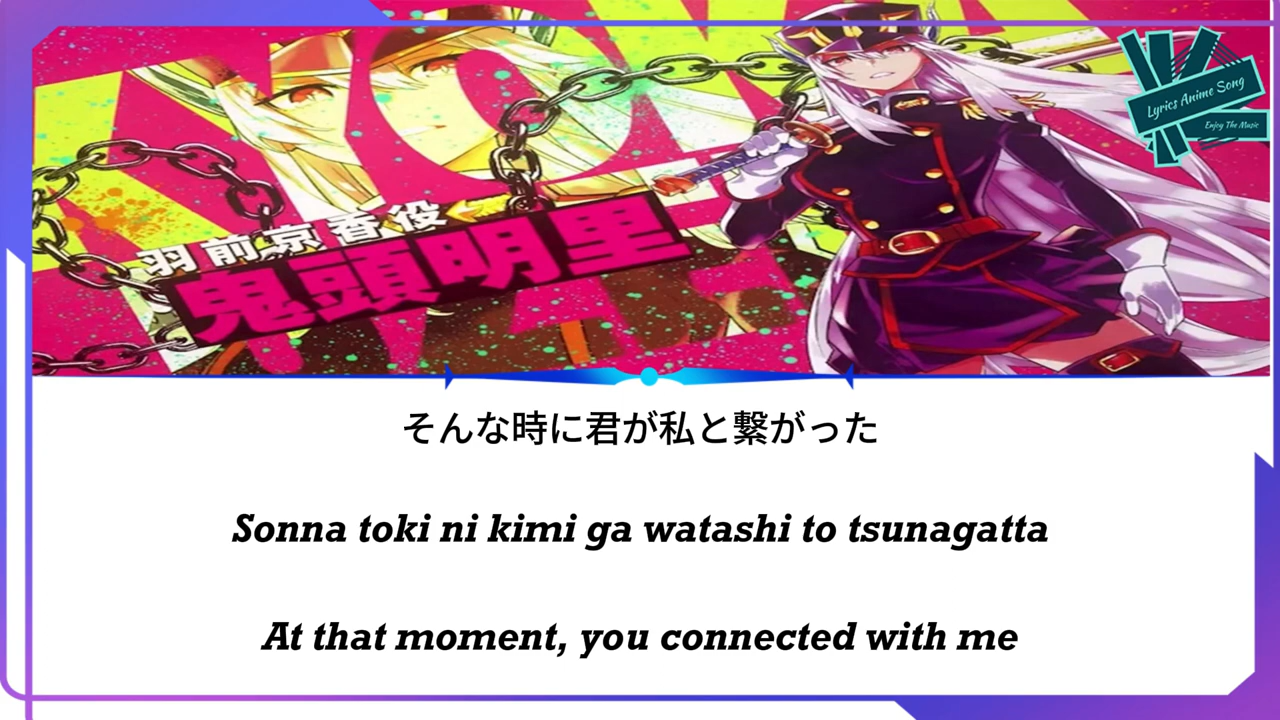 Lyrics Anime Song
Enjoy The Music
羽前京香役
鬼頭明里
そんな時に君が私と繋がった
Sonna toki ni kimi ga watashi to tsunagatta
At that moment, you connected with me